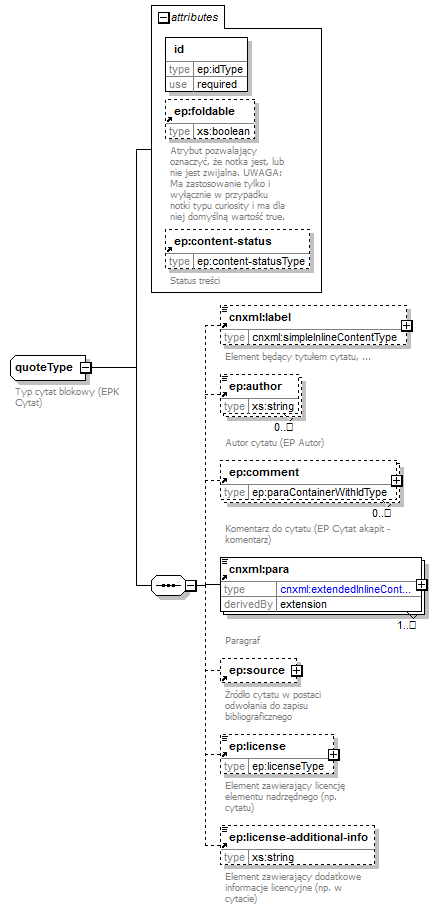 attributes
id
type ep:idType
use required
ep:foldable
type xs:boolean
Atrybut pozwalający
oznaczyć, że notka jest, lub
nie jest zwijalna. UWAGA:
Ma zastosowanie tylko i
wyłącznie w przypadku
notki typu curiosity i ma dla
niej domyślną wartość true.
ep:content-status
type ep:content-statusType
Status treści
quoteType
Typ cytat blokowy (EPK
Cytat)
cnxml:label
type cnxml:simpleInlineContentType
Element będący tytułem cytatu, ...
ep:author
type xs:string
0..□
Autor cytatu (EP Autor)
ep:comment
type ep:paraContainerWithIdType
0..□
Komentarz do cytatu (EP Cytat akapit -
komentarz)
cnxml:para
type cnxml:extendedInlineCont...
derivedBy extension
1..□
Paragraf
ep:source
Źródło cytatu w postaci
odwołania do zapisu
bibliograficznego
ep:license
type ep:licenseType
Element zawierający licencję
elementu nadrzędnego (np.
cytatu)
ep:license-additional-info
type xs:string
Element zawierający dodatkowe
informacje licencyjne (np. w
cytacie)